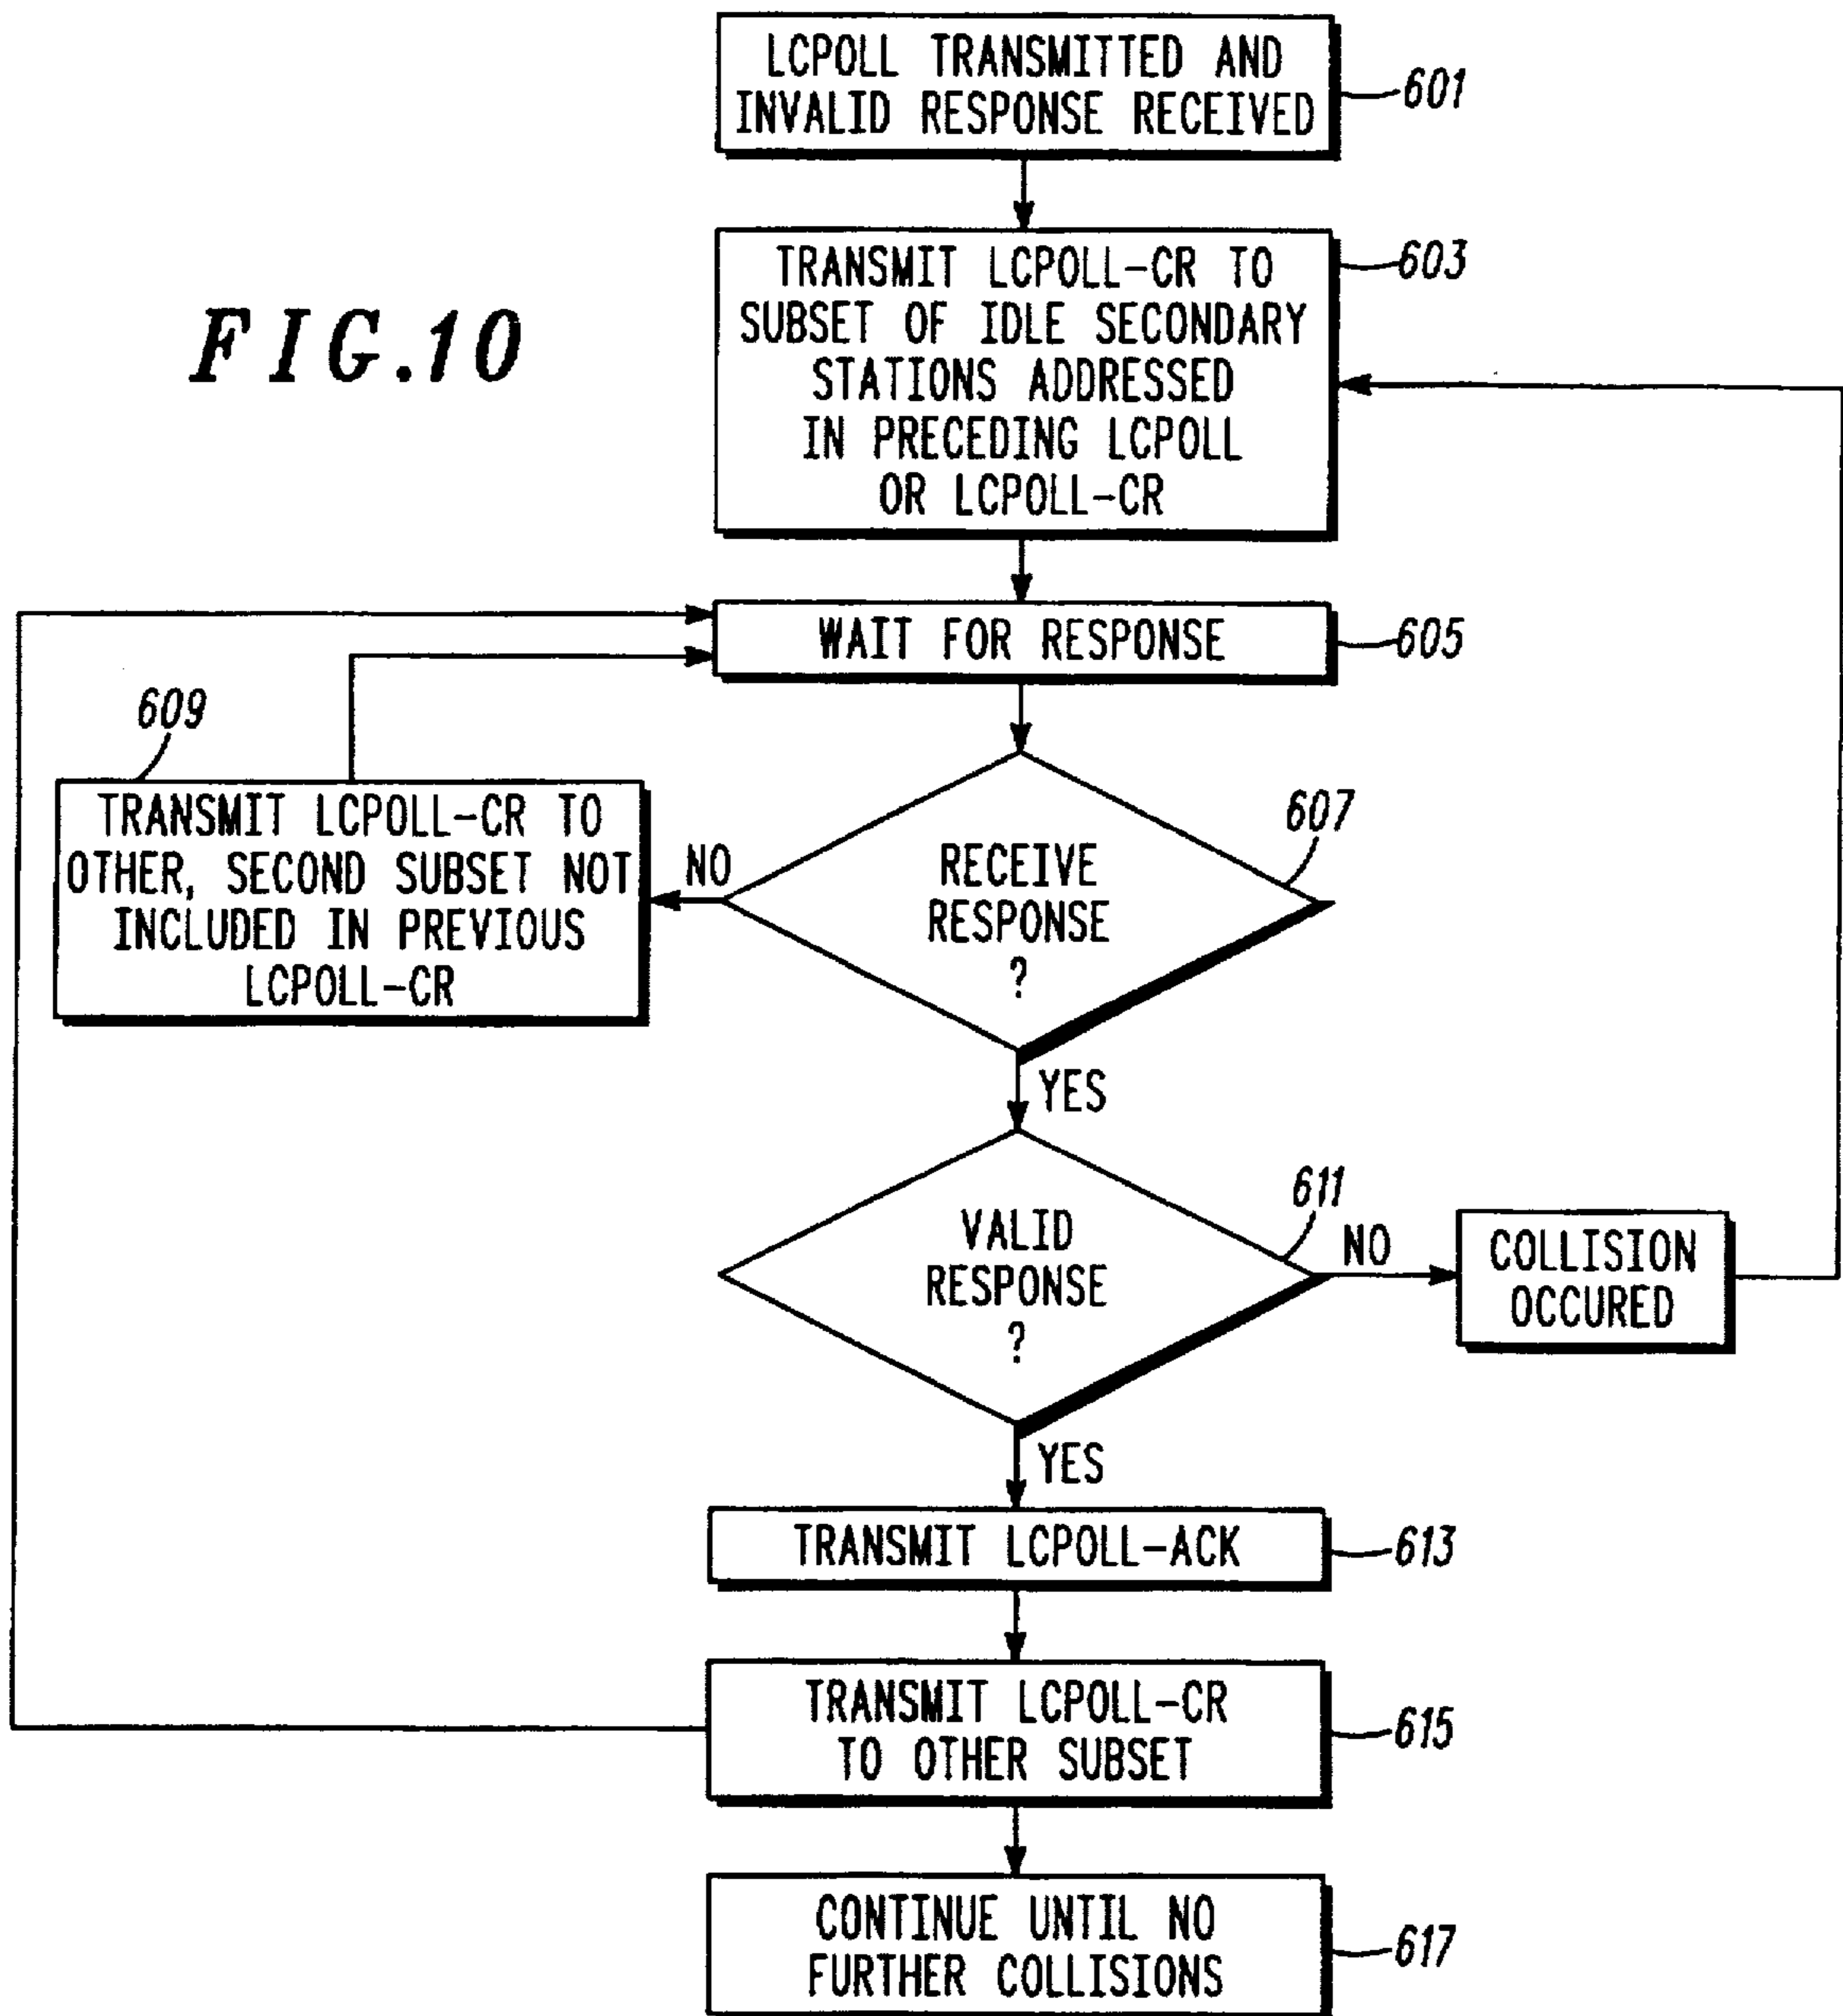 LCPOLL TRANSMITTED AND
INVALID RESPONSE RECEIVED
601
TRANSMIT LCPOLL-CR TO
SUBSET OF IDLE SECONDARY
STATIONS ADDRESSED
IN PRECEDING LCPOLL
OR LCPOLL-CR
603
FIG.10
WAIT FOR RESPONSE
605
609
TRANSMIT LCPOLL-CR TO
OTHER, SECOND SUBSET NOT
INCLUDED IN PREVIOUS
LCPOLL-CR
NO
RECEIVE
RESPONSE
?
607
YES
VALID
RESPONSE
?
611
NO
COLLISION
OCCURED
YES
TRANSMIT LCPOLL-ACK
613
TRANSMIT LCPOLL-CR
TO OTHER SUBSET
615
CONTINUE UNTIL NO
FURTHER COLLISIONS
617